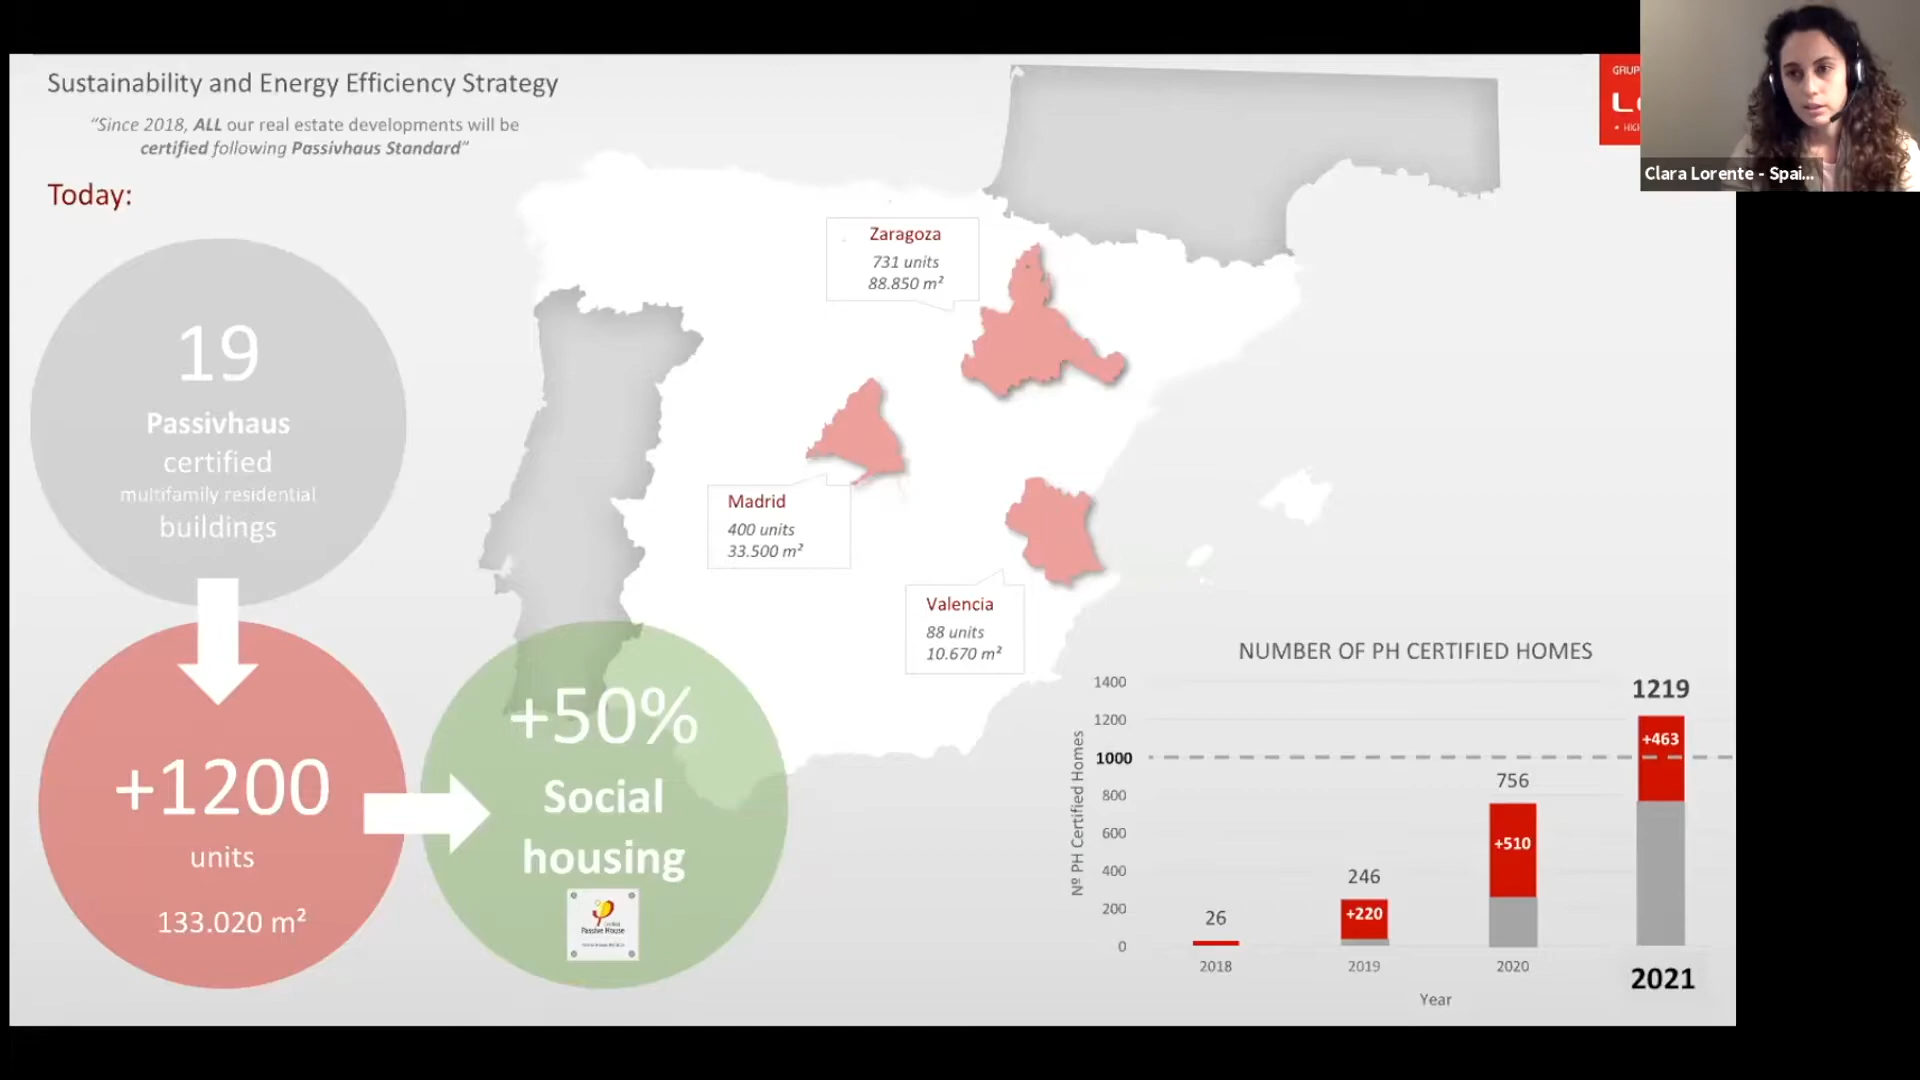 Sustainability and Energy Efficiency Strategy
“Since 2018, ALL our real estate developments will be
certified following Passivhaus Standard”
Today:
19
Passivhaus
certified
multifamily residential
buildings
+1200
units
133.020 m²
+50%
Social
housing
Passive House
Zaragoza
731 units
88.850 m²
Madrid
400 units
33.500 m²
Valencia
88 units
10.670 m²
NUMBER OF PH CERTIFIED HOMES
Nº PH Certified Homes
1400
1200
1000
800
600
400
200
0
26
246
+220
756
+510
1219
+463
2018
2019
2020
2021
Year
GRUP
Clara Lorente - Spai...